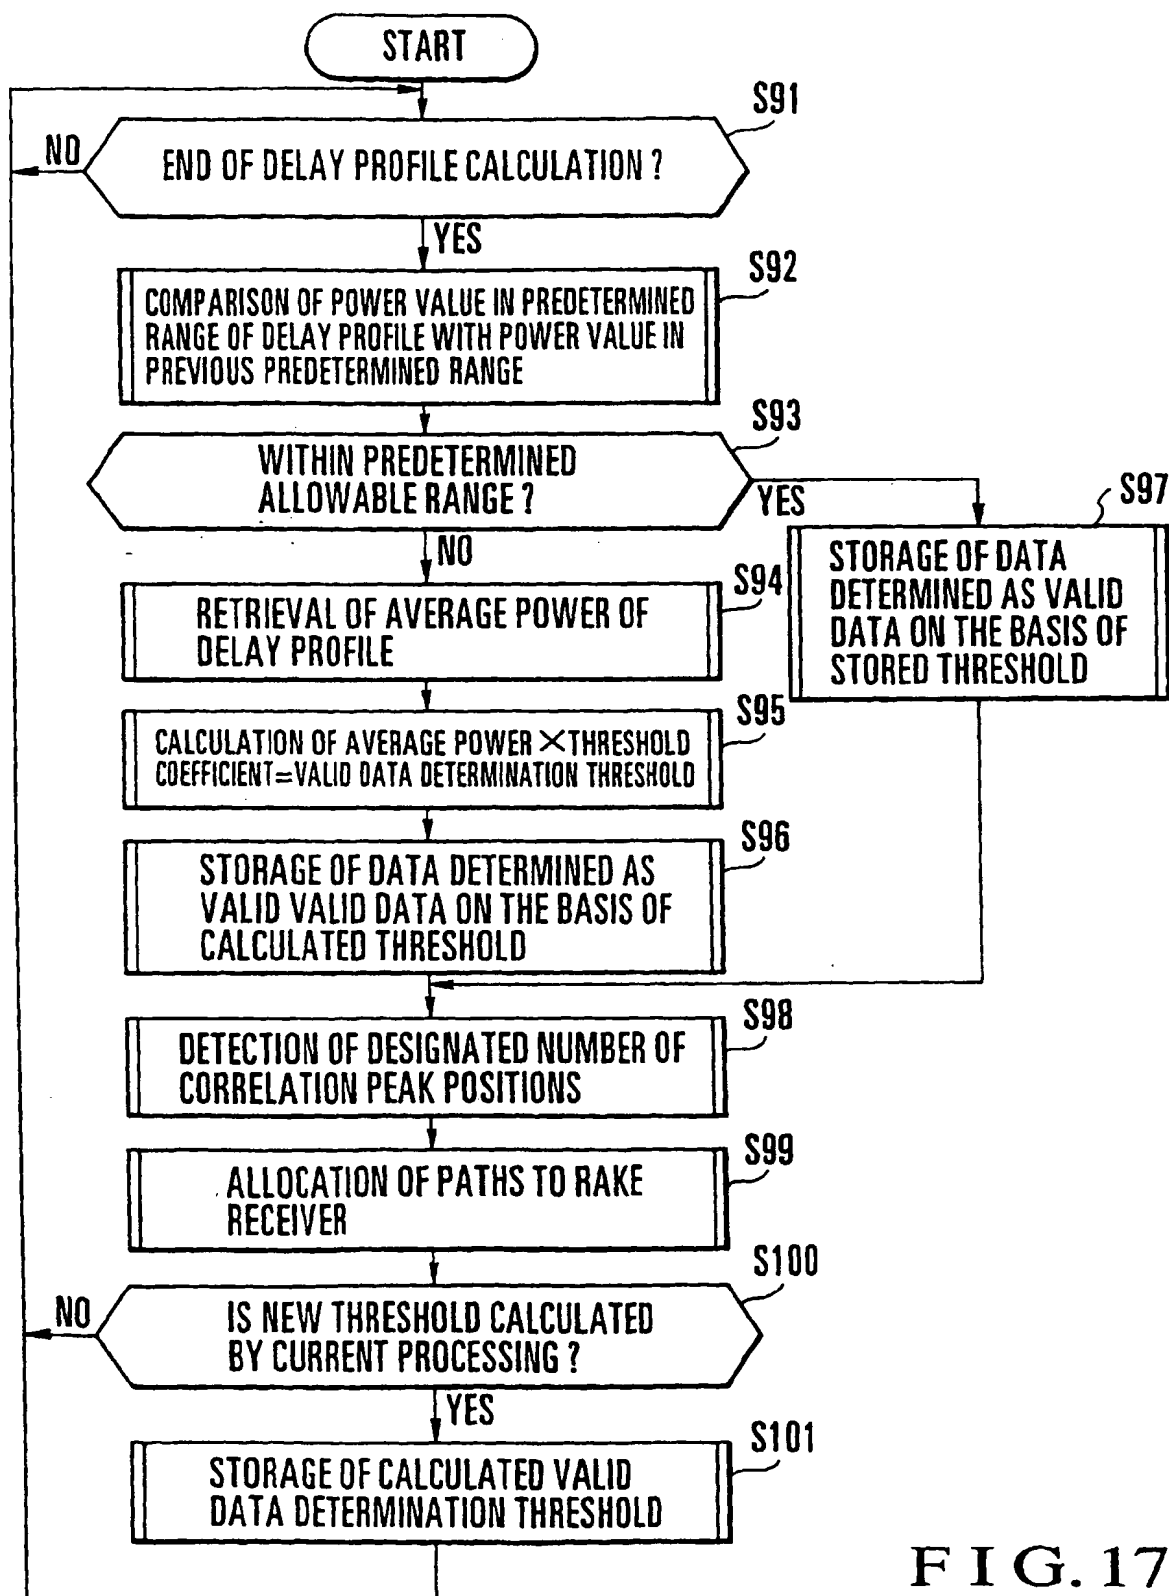 START
S91
NO
END OF DELAY PROFILE CALCULATION ?
YES
S92
COMPARISON OF POWER VALUE IN PREDETERMINED
RANGE OF DELAY PROFILE WITH POWER VALUE IN
PREVIOUS PREDETERMINED RANGE
S93
WITHIN PREDETERMINED
ALLOWABLE RANGE ?
YES
S97
NO
STORAGE OF DATA
DETERMINED AS VALID
DATA ON THE BASIS OF
STORED THRESHOLD
S94
RETRIEVAL OF AVERAGE POWER OF
DELAY PROFILE
S95
CALCULATION OF AVERAGE POWER × THRESHOLD
COEFFICIENT=VALID DATA DETERMINATION THRESHOLD
S96
STORAGE OF DATA DETERMINED AS
VALID VALID DATA ON THE BASIS OF
CALCULATED THRESHOLD
S98
DETECTION OF DESIGNATED NUMBER OF
CORRELATION PEAK POSITIONS
S99
ALLOCATION OF PATHS TO RAKE
RECEIVER
S100
NO
IS NEW THRESHOLD CALCULATED
BY CURRENT PROCESSING ?
YES
S101
STORAGE OF CALCULATED VALID
DATA DETERMINATION THRESHOLD
FIG. 17